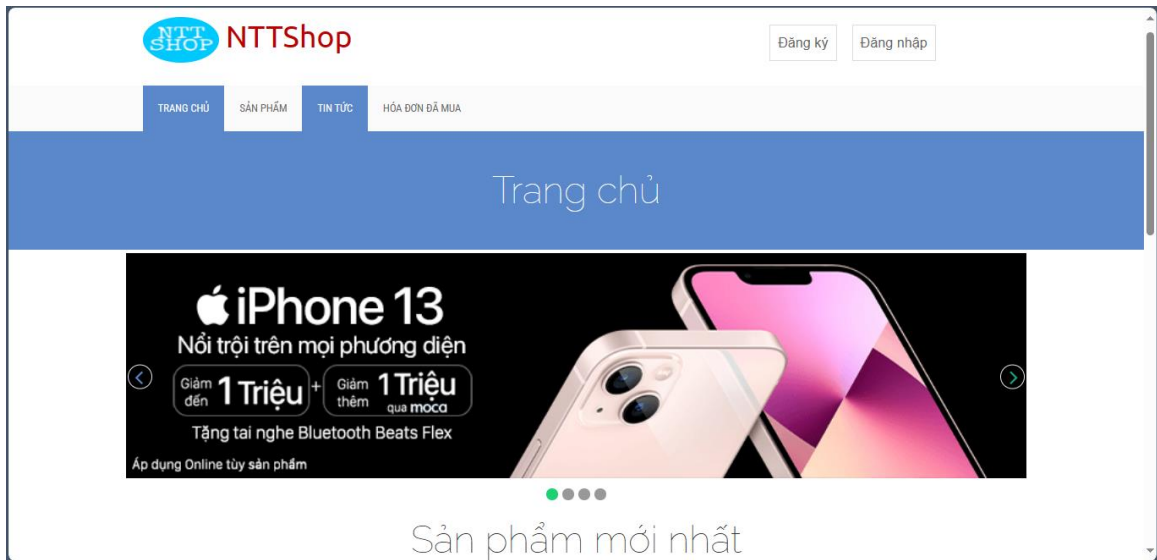 NTT
SHOP
NTTShop
Đăng ký
Đăng nhập
TRANG CHỦ
SẢN PHẨM
TIN TỨC
HÓA ĐƠN ĐÃ MUA
Trang chủ
iPhone 13
Nổi trội trên mọi phương diện
Giảm đến 1 Triệu + Giảm thêm 1 Triệu qua moca
Tặng tai nghe Bluetooth Beats Flex
Áp dụng Online tùy sản phẩm
Sản phẩm mới nhất